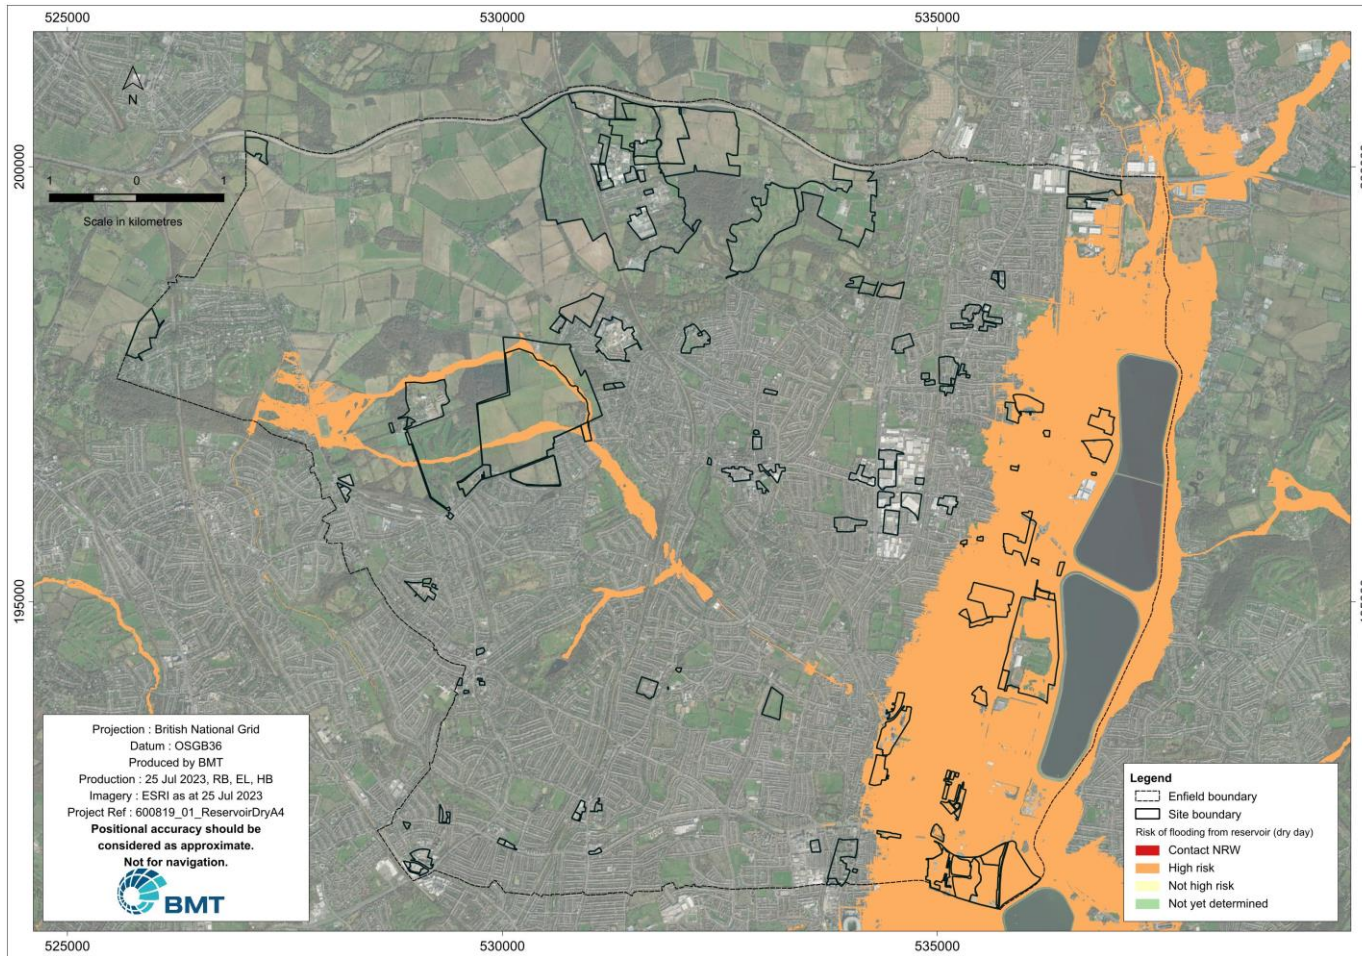 525000
530000
535000
N
200000
1 0 1
Scale in kilometres
195000
Projection : British National Grid
Datum : OSGB36
Produced by BMT
Production : 25 Jul 2023, RB, EL, HB
Imagery : ESRI as at 25 Jul 2023
Project Ref : 600819_01_ReservoirDryA4
Positional accuracy should be
considered as approximate.
Not for navigation.
BMT
Legend
Enfield boundary
Site boundary
Risk of flooding from reservoir (dry day)
Contact NRW
High risk
Not high risk
Not yet determined
525000
530000
535000